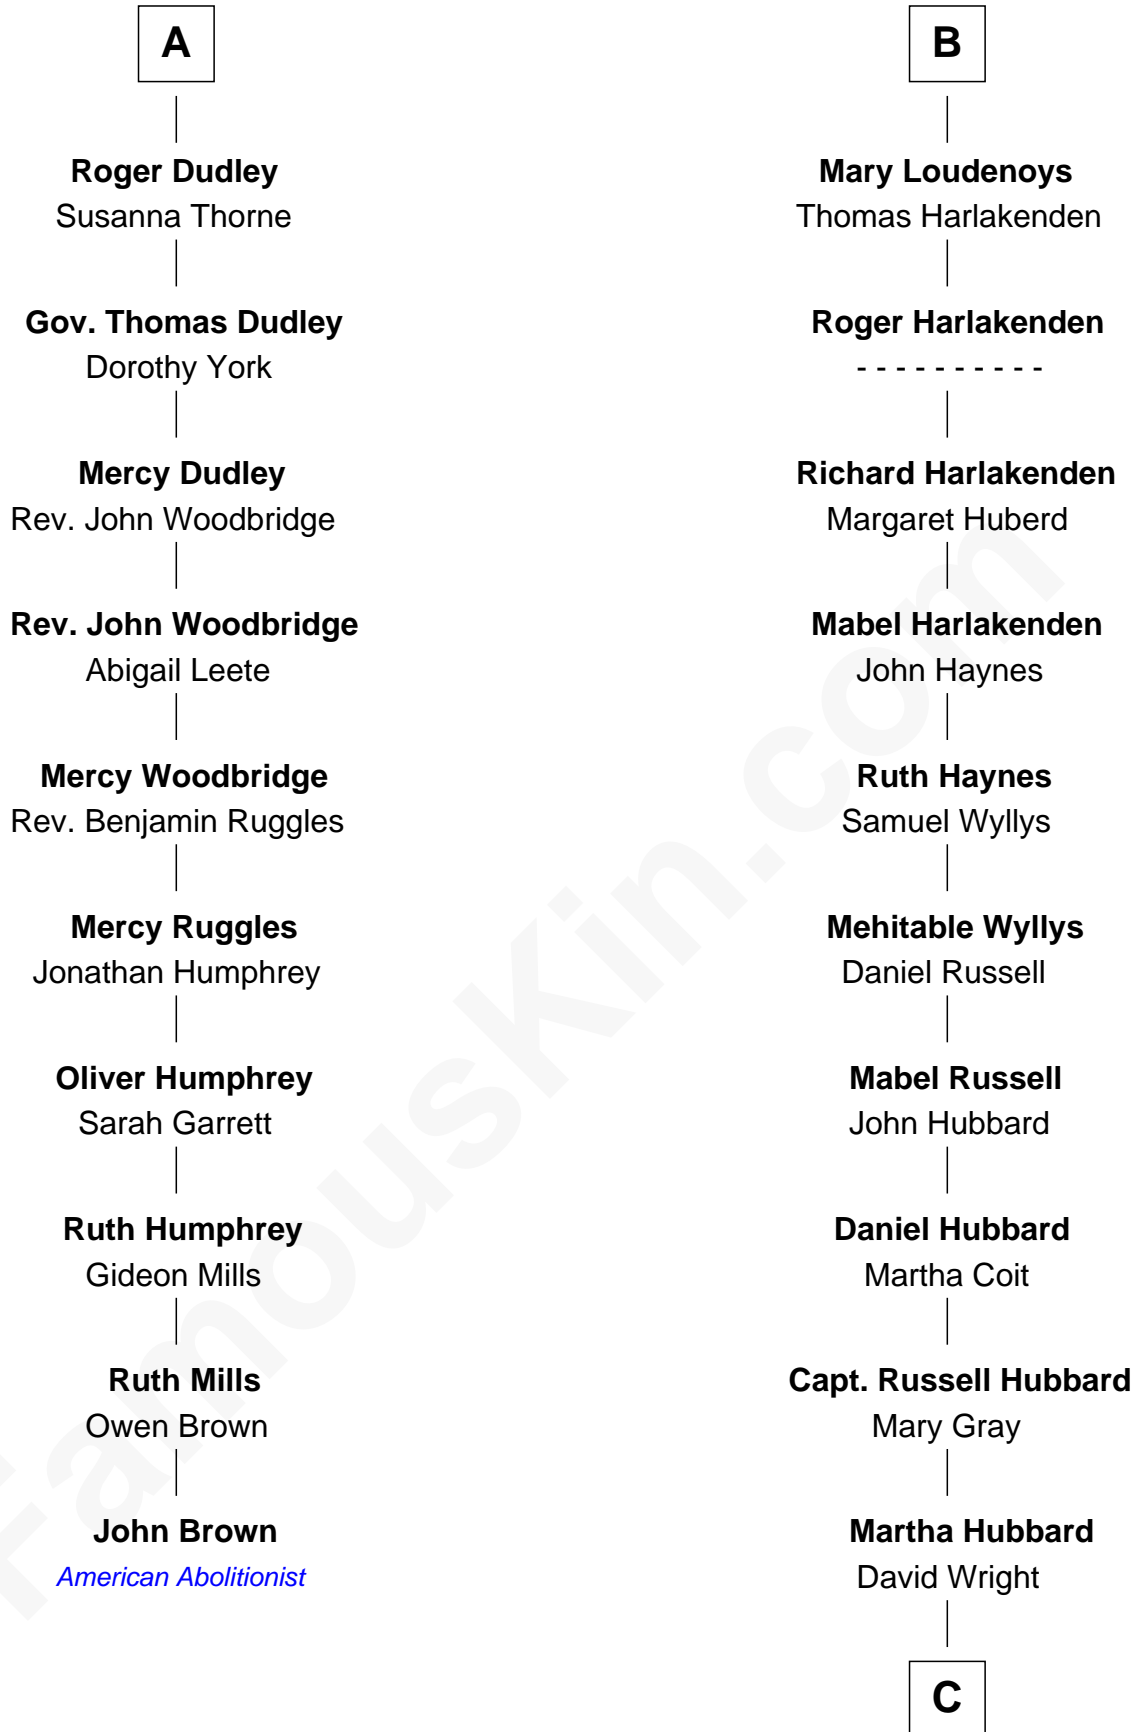 A
Roger Dudley
Susanna Thorne
Gov. Thomas Dudley
Dorothy York
Mercy Dudley
Rev. John Woodbridge
Rev. John Woodbridge
Abigail Leete
Mercy Woodbridge
Rev. Benjamin Ruggles
Mercy Ruggles
Jonathan Humphrey
Oliver Humphrey
Sarah Garrett
Ruth Humphrey
Gideon Mills
Ruth Mills
Owen Brown
John Brown
American Abolitionist
B
Mary Loudenoys
Thomas Harlakenden
Roger Harlakenden
- - - - - - - - - -
Richard Harlakenden
Margaret Huberd
Mabel Harlakenden
John Haynes
Ruth Haynes
Samuel Wyllys
Mehitable Wyllys
Daniel Russell
Mabel Russell
John Hubbard
Daniel Hubbard
Martha Coit
Capt. Russell Hubbard
Mary Gray
Martha Hubbard
David Wright
C
FamousKin.com